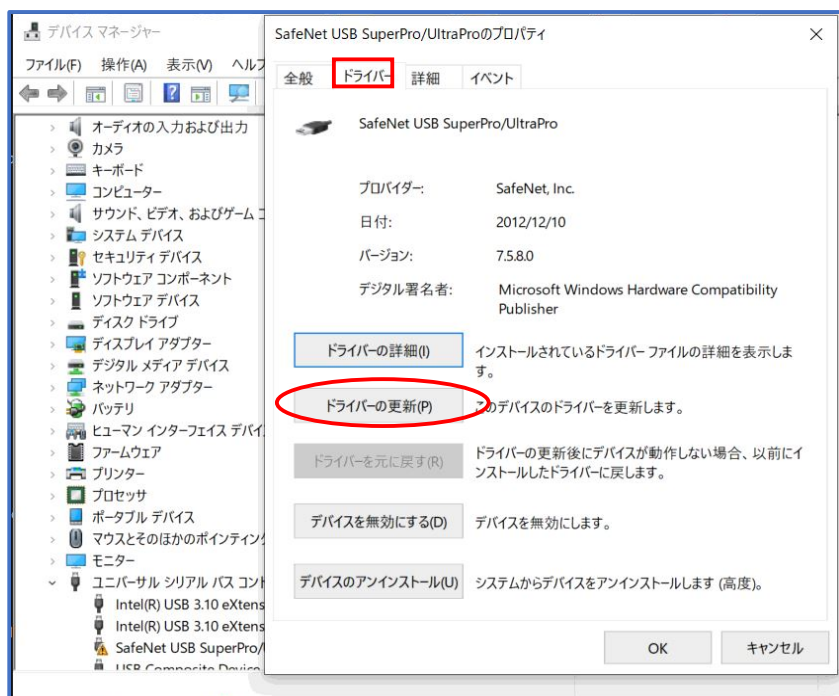 デバイス マネージャー
ファイル(F) 操作(A) 表示(V) ヘルプ
オーディオの入力および出力
カメラ
キーボード
コンピューター
サウンド、ビデオ、およびゲーム コ
システム デバイス
セキュリティ デバイス
ソフトウェア コンポーネント
ソフトウェア デバイス
ディスク ドライブ
ディスプレイ アダプター
デジタル メディア デバイス
ネットワーク アダプター
バッテリ
ヒューマン インターフェイス デバイ
ファームウェア
プリンター
プロセッサ
ポータブル デバイス
マウスとそのほかのポインティング
モニター
ユニバーサル シリアル バス コント
Intel(R) USB 3.10 eXtens
Intel(R) USB 3.10 eXtens
SafeNet USB SuperPro/
USB Composite Device
SafeNet USB SuperPro/UltraProのプロパティ
全般 ドライバー 詳細 イベント
SafeNet USB SuperPro/UltraPro
プロバイダー: SafeNet, Inc.
日付: 2012/12/10
バージョン: 7.5.8.0
デジタル署名者: Microsoft Windows Hardware Compatibility
Publisher
ドライバーの詳細(I) インストールされているドライバー ファイルの詳細を表示しま
す。
ドライバーの更新(P) このデバイスのドライバーを更新します。
ドライバーを元に戻す(R) ドライバーの更新後にデバイスが動作しない場合、以前にイ
ンストールしたドライバーに戻します。
デバイスを無効にする(D) デバイスを無効にします。
デバイスのアンインストール(U) システムからデバイスをアンインストールします (高度)。
OK キャンセル